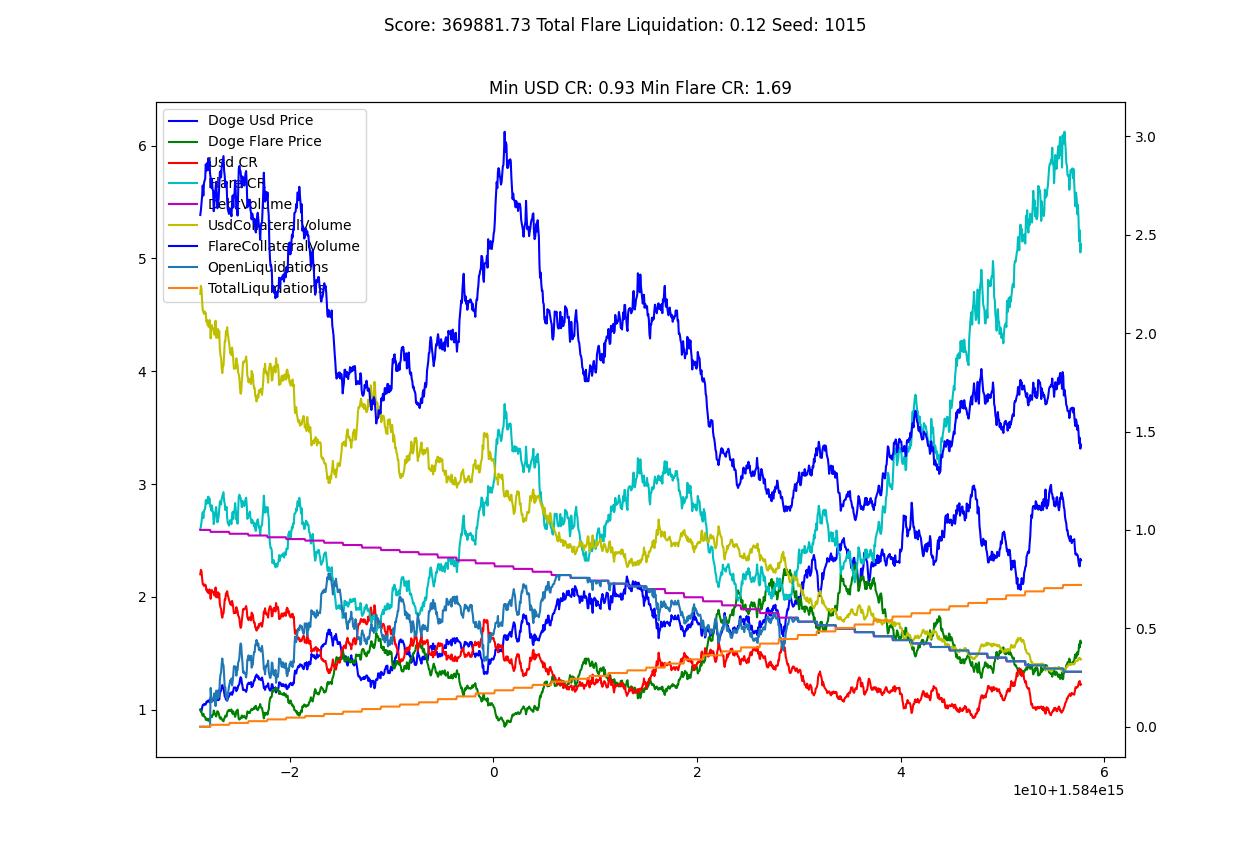 Score: 369881.73 Total Flare Liquidation: 0.12 Seed: 1015
Min USD CR: 0.93 Min Flare CR: 1.69
Doge Usd Price
Doge Flare Price
Usd CR
Flare CR
DebtVolume
UsdCollateralVolume
FlareCollateralVolume
OpenLiquidations
TotalLiquidations
6
5
4
3
2
1
3.0
2.5
2.0
1.5
1.0
0.5
0.0
−2
0
2
4
6
1e10+1.584e15